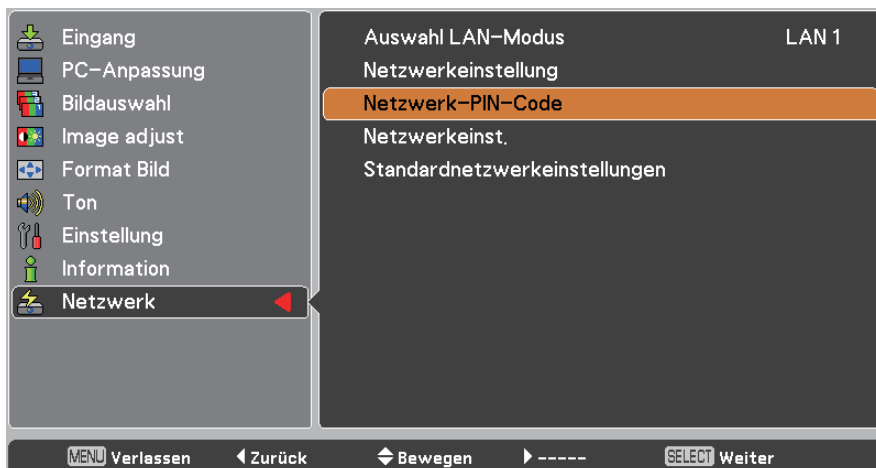 Eingang
PC-Anpassung
Bildauswahl
Image adjust
Format Bild
Ton
Einstellung
Information
Netzwerk
Auswahl LAN-Modus LAN 1
Netzwerkeinstellung
Netzwerk-PIN-Code
Netzwerkeinst.
Standardnetzwerkeinstellungen
MENU Verlassen Zurück Bewegen ----- SELECT Weiter